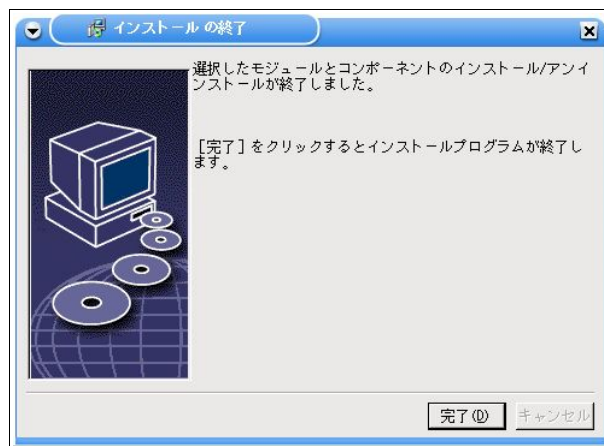 インストール の終了
選択したモジュールとコンポーネントのインストール/アンイ
ンストールが終了しました。
［完了］をクリックするとインストールプログラムが終了し
ます。
完了(D)
キャンセル